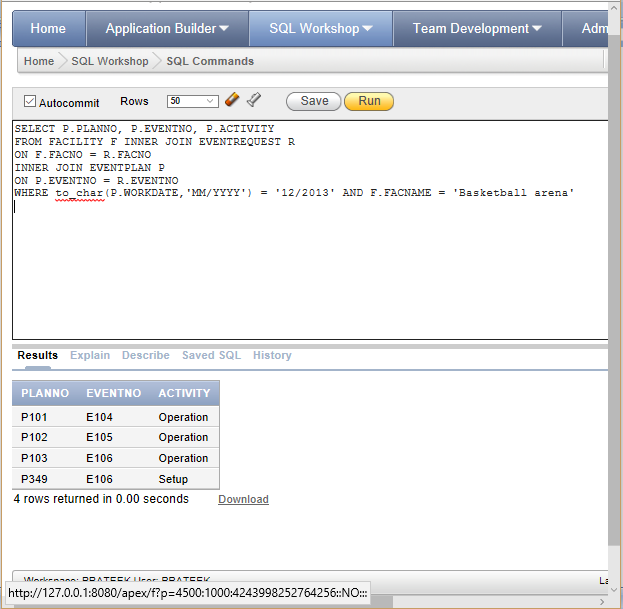 Home Application Builder SQL Workshop Team Development Adm
Home SQL Workshop SQL Commands
Autocommit Rows 50 Save Run
SELECT P.PLANNO, P.EVENTNO, P.ACTIVITY
FROM FACILITY F INNER JOIN EVENTREQUEST R
ON F.FACNO = R.FACNO
INNER JOIN EVENTPLAN P
ON P.EVENTNO = R.EVENTNO
WHERE to_char(P.WORKDATE,'MM/YYYY') = '12/2013' AND F.FACNAME = 'Basketball arena'
Results Explain Describe Saved SQL History
PLANNO EVENTNO ACTIVITY
P101 E104 Operation
P102 E105 Operation
P103 E106 Operation
P349 E106 Setup
4 rows returned in 0.00 seconds Download
Workspace: PRATEEK User: PRATEEK La
http://127.0.0.1:8080/apex/f?p=4500:1000:4243998252764256::NO:::